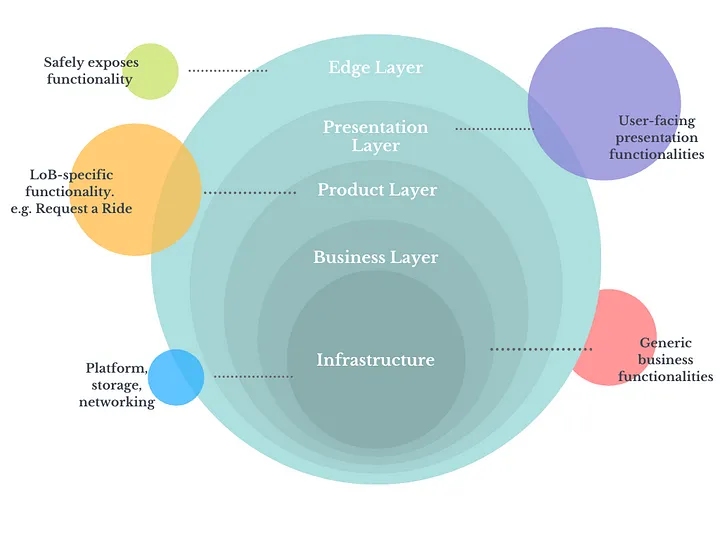 Safely exposes
functionality
Edge Layer
User-facing
presentation
functionalities
Presentation
Layer
LoB-specific
functionality.
e.g. Request a Ride
Product Layer
Business Layer
Generic
business
functionalities
Infrastructure
Platform,
storage,
networking